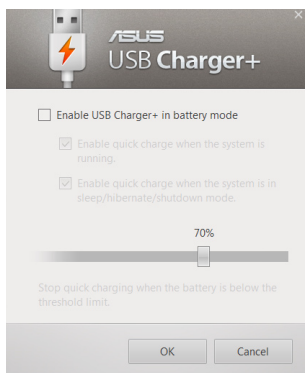 ASUS
USB Charger+
Enable USB Charger+ in battery mode
Enable quick charge when the system is
running.
Enable quick charge when the system is in
sleep/hibernate/shutdown mode.
70%
Stop quick charging when the battery is below the
threshold limit.
OK
Cancel